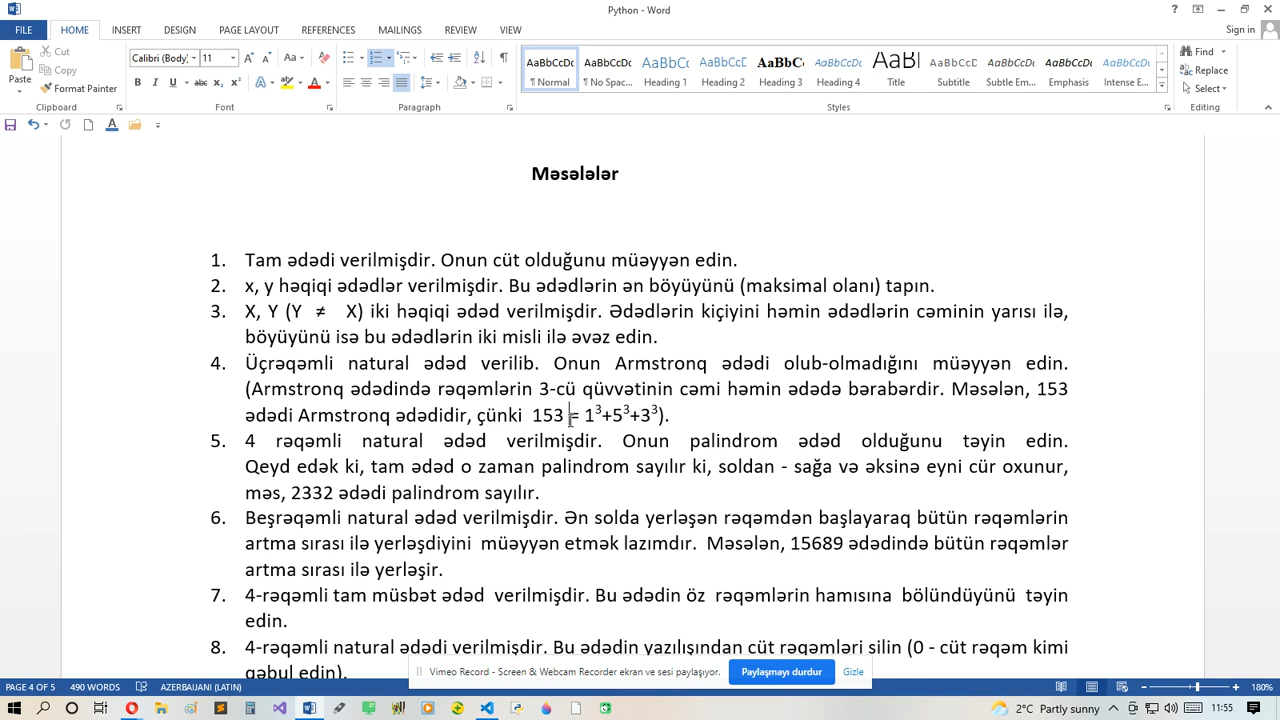 Python - Word
FILE HOME INSERT DESIGN PAGE LAYOUT REFERENCES MAILINGS REVIEW VIEW Sign in
Paste Cut Copy Format Painter Clipboard
Calibri (Body) 11 Font
Paragraph
AaBbCcDc AaBbCcDc AaBbCc AaBbCcD AaBbC AaBbCcDc AaB AaBbCcD AaBbCcDc AaBbCcDc AaBbCcDc
¶ Normal ¶ No Spac... Heading 1 Heading 2 Heading 3 Heading 4 Title Subtitle Subtle Em... Emphasis Intense E...
Styles
Find Replace Select Editing
Məsələlər
1. Tam ədədi verilmişdir. Onun cüt olduğunu müəyyən edin.
2. x, y həqiqi ədədlər verilmişdir. Bu ədədlərin ən böyüyünü (maksimal olanı) tapın.
3. X, Y (Y ≠ X) iki həqiqi ədəd verilmişdir. Ədədlərin kiçiyini həmin ədədlərin cəminin yarısı ilə,
böyüyünü isə bu ədədlərin iki misli ilə əvəz edin.
4. Üçrəqəmli natural ədəd verilib. Onun Armstronq ədədi olub-olmadığını müəyyən edin.
(Armstronq ədədində rəqəmlərin 3-cü qüvvətinin cəmi həmin ədədə bərabərdir. Məsələn, 153
ədədi Armstronq ədədidir, çünki 153 = 1³+5³+3³).
5. 4 rəqəmli natural ədəd verilmişdir. Onun palindrom ədəd olduğunu təyin edin.
Qeyd edək ki, tam ədəd o zaman palindrom sayılır ki, soldan - sağa və əksinə eyni cür oxunur,
məs, 2332 ədədi palindrom sayılır.
6. Beşrəqəmli natural ədəd verilmişdir. Ən solda yerləşən rəqəmdən başlayaraq bütün rəqəmlərin
artma sırası ilə yerləşdiyini müəyyən etmək lazımdır. Məsələn, 15689 ədədində bütün rəqəmlər
artma sırası ilə yerləşir.
7. 4-rəqəmli tam müsbət ədəd verilmişdir. Bu ədədin öz rəqəmlərin hamısına bölündüyünü təyin
edin.
8. 4-rəqəmli natural ədədi verilmişdir. Bu ədədin yazılışından cüt rəqəmləri silin (0 - cüt rəqəm kimi
qəbul edin).
Vimeo Record - Screen & Webcam Recorder ekran ve sesi paylaşıyor. Paylaşmayı durdur Gizle
PAGE 4 OF 5 490 WORDS AZERBAIJANI (LATIN) 180%
2°C Partly sunny 11:55